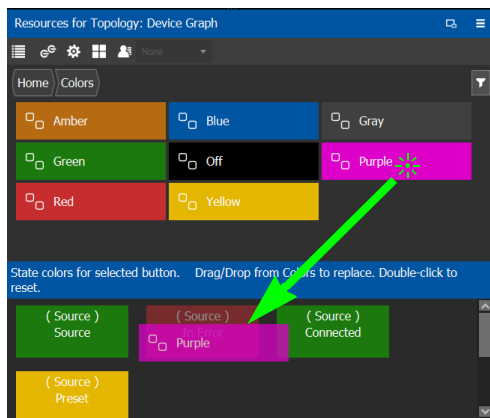 Resources for Topology: Device Graph
None
Home Colors
Amber Blue Gray
Green Off Purple
Red Yellow
State colors for selected button. Drag/Drop from Colors to replace. Double-click to
reset.
( Source ) ( Source ) ( Source )
Source In Error Connected
Purple
( Source )
Preset